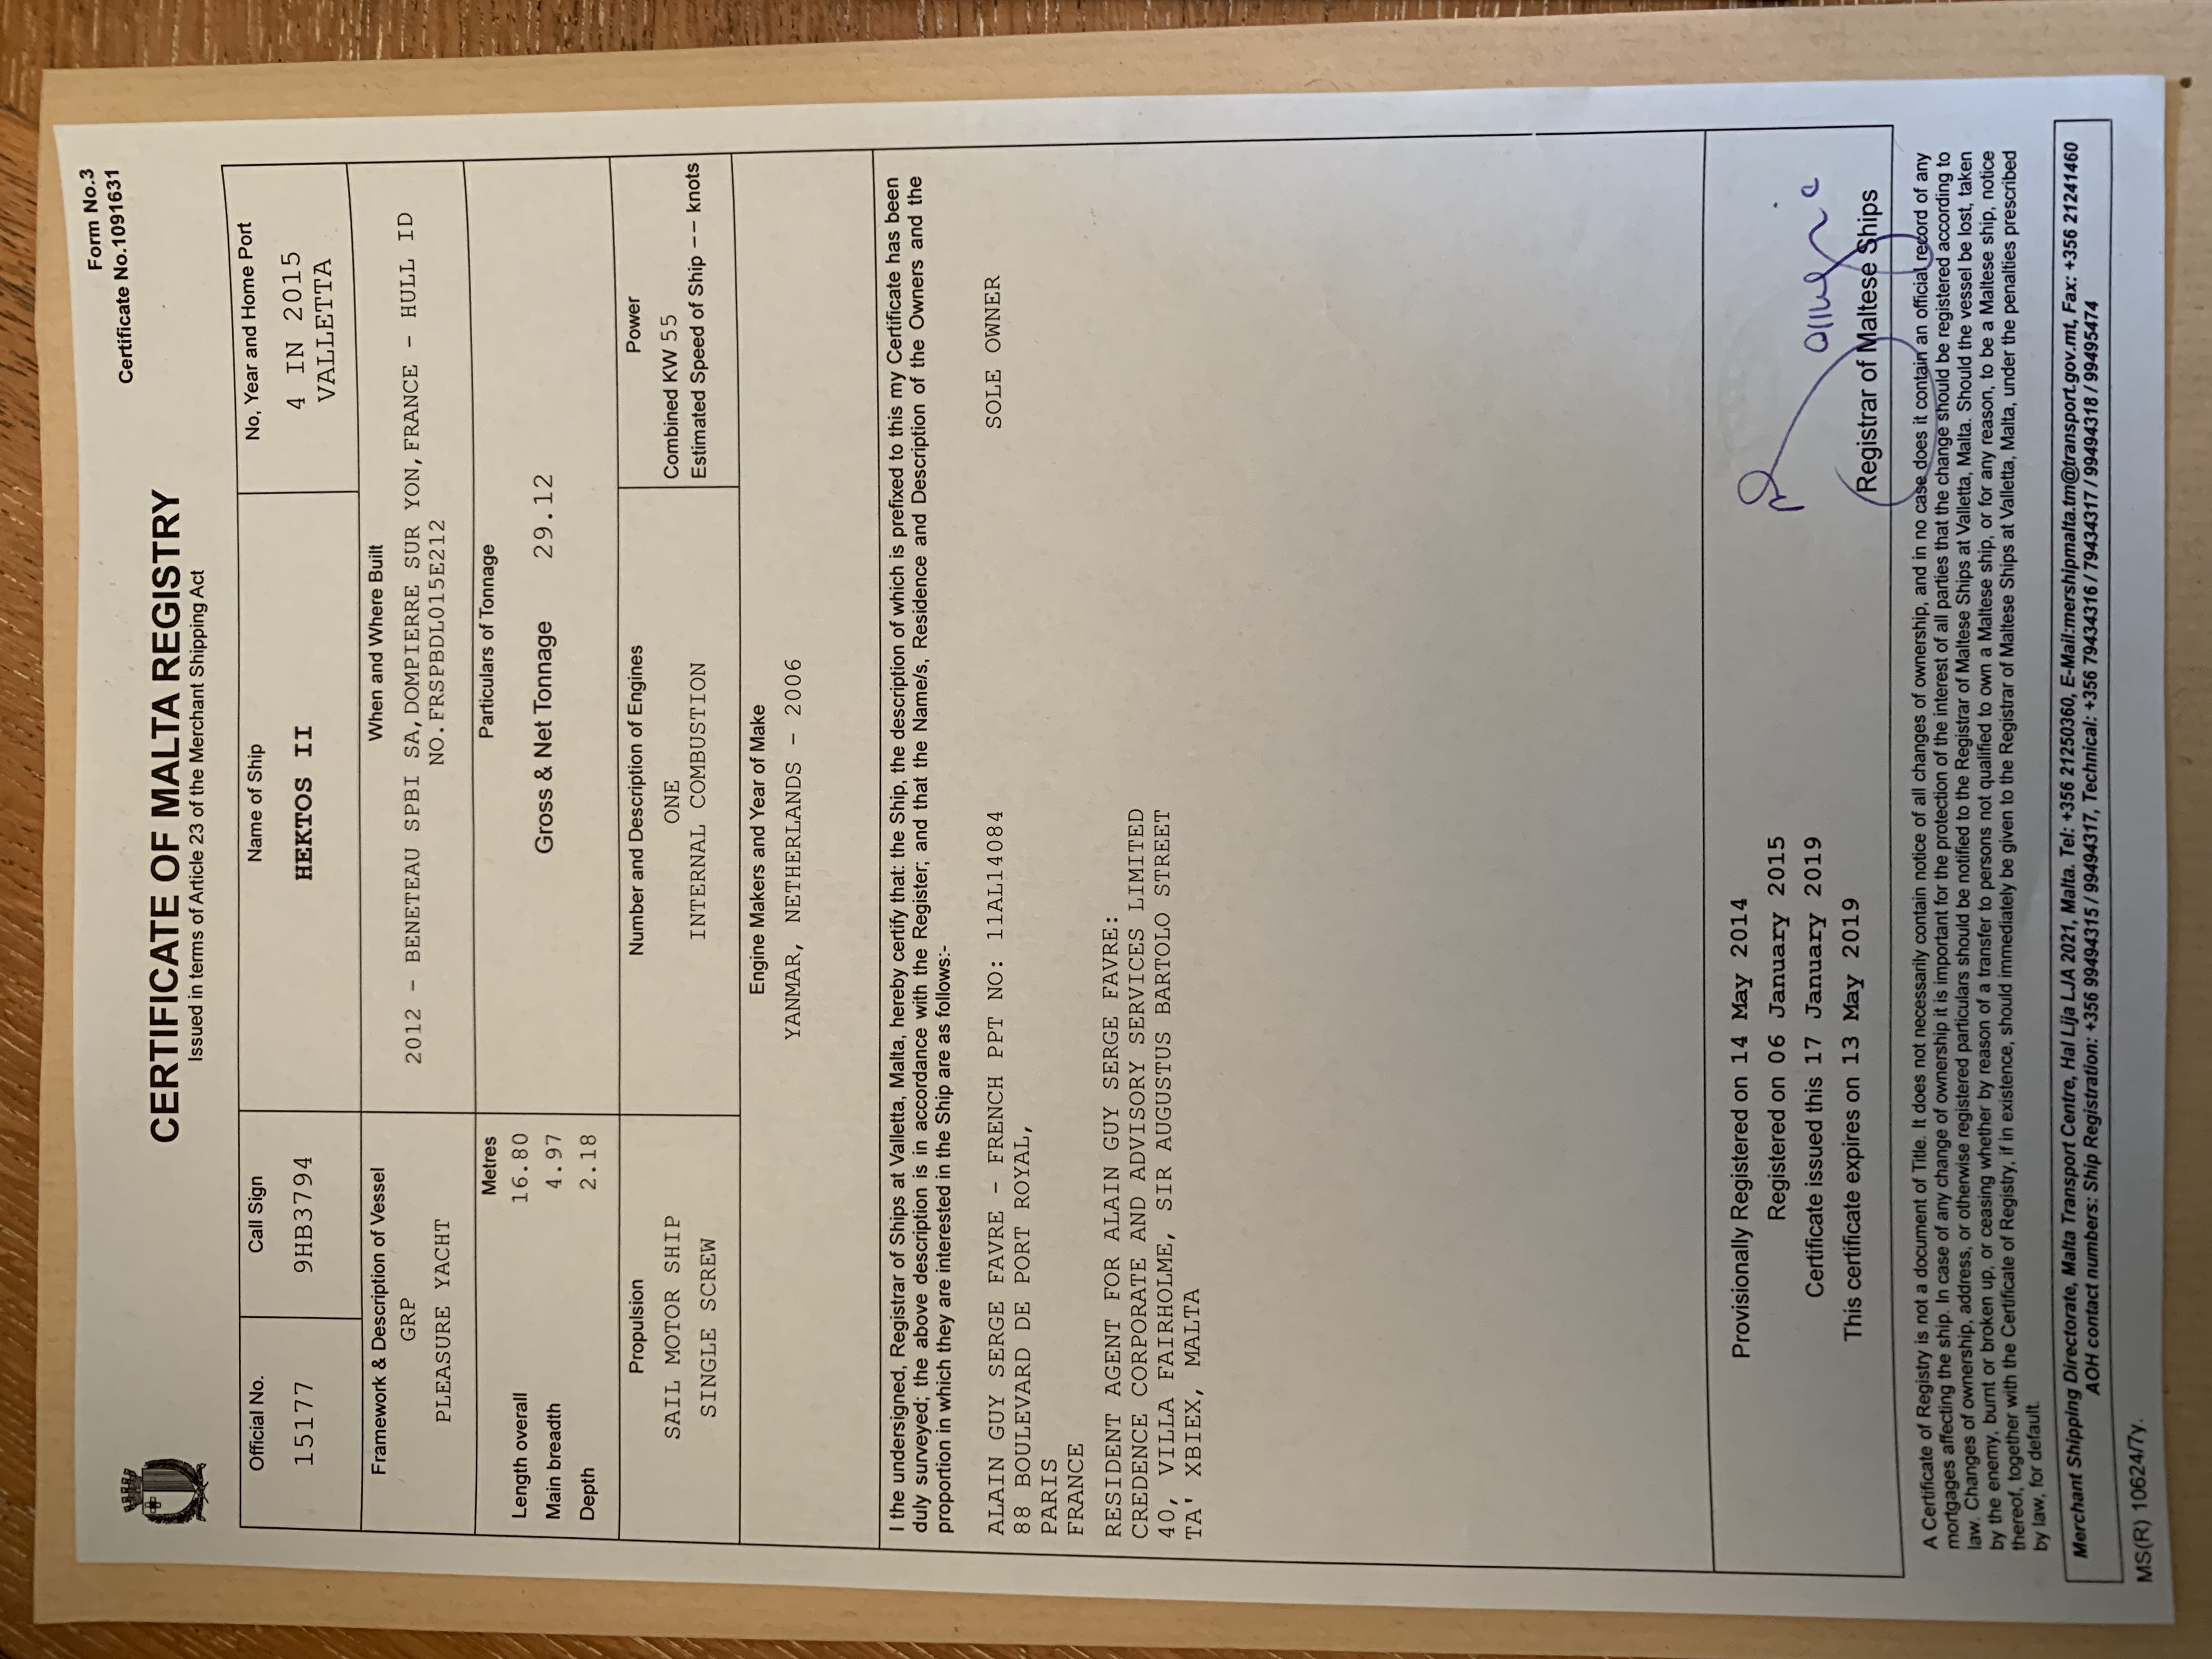 Form No.3
Certificate No.1091631
CERTIFICATE OF MALTA REGISTRY
Issued in terms of Article 23 of the Merchant Shipping Act
Official No.
15177
Call Sign
9HB3794
Name of Ship
HEKTOS II
No, Year and Home Port
4 IN 2015
VALLETTA
Framework & Description of Vessel
GRP
PLEASURE YACHT
When and Where Built
2012 - BENETEAU SPBI SA,DOMPIERRE SUR YON,FRANCE - HULL ID
NO.FRSPBDL015E212
Metres
Length overall 16.80
Main breadth 4.97
Depth 2.18
Particulars of Tonnage
Gross & Net Tonnage 29.12
Propulsion
SAIL MOTOR SHIP
SINGLE SCREW
Number and Description of Engines
ONE
INTERNAL COMBUSTION
Power
Combined KW 55
Estimated Speed of Ship -- knots
Engine Makers and Year of Make
YANMAR, NETHERLANDS - 2006
I the undersigned, Registrar of Ships at Valletta, Malta, hereby certify that: the Ship, the description of which is prefixed to this my Certificate has been
duly surveyed; the above description is in accordance with the Register; and that the Name/s, Residence and Description of the Owners and the
proportion in which they are interested in the Ship are as follows:-
ALAIN GUY SERGE FAVRE - FRENCH PPT NO: 11AL14084 SOLE OWNER
88 BOULEVARD DE PORT ROYAL,
PARIS
FRANCE
RESIDENT AGENT FOR ALAIN GUY SERGE FAVRE:
CREDENCE CORPORATE AND ADVISORY SERVICES LIMITED
40, VILLA FAIRHOLME, SIR AUGUSTUS BARTOLO STREET
TA' XBIEX, MALTA
Provisionally Registered on 14 May 2014
Registered on 06 January 2015
Certificate issued this 17 January 2019
This certificate expires on 13 May 2019
Registrar of Maltese Ships
A Certificate of Registry is not a document of Title. It does not necessarily contain notice of all changes of ownership, and in no case does it contain an official record of any
mortgages affecting the ship. In case of any change of ownership it is important for the protection of the interest of all parties that the change should be registered according to
law. Changes of ownership, address, or otherwise registered particulars should be notified to the Registrar of Maltese Ships at Valletta, Malta. Should the vessel be lost, taken
by the enemy, burnt or broken up, or ceasing whether by reason of a transfer to persons not qualified to own a Maltese ship, or for any reason, to be a Maltese ship, notice
thereof, together with the Certificate of Registry, if in existence, should immediately be given to the Registrar of Maltese Ships at Valletta, Malta, under the penalties prescribed
by law, for default.
Merchant Shipping Directorate, Malta Transport Centre, Hal Lija LJA 2021, Malta. Tel: +356 21250360, E-Mail:mershipmalta.tm@transport.gov.mt, Fax: +356 21241460
AOH contact numbers: Ship Registration: +356 99494315 / 99494317, Technical: +356 79434316 / 79434317 / 99494318 / 99495474
MS(R) 10624/7y.